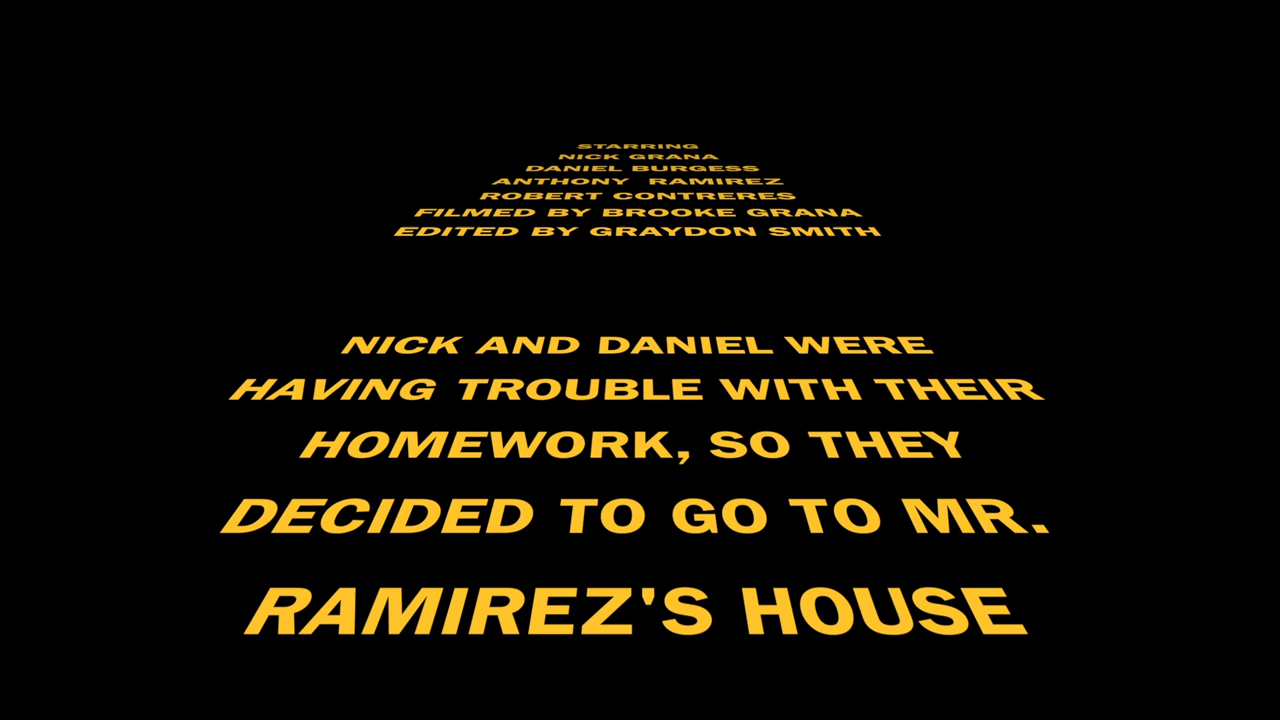 STARRING
NICK GRANA
DANIEL BURGESS
ANTHONY RAMIREZ
ROBERT CONTRERES
FILMED BY BROOKE GRANA
EDITED BY GRAYDON SMITH
NICK AND DANIEL WERE
HAVING TROUBLE WITH THEIR
HOMEWORK, SO THEY
DECIDED TO GO TO MR.
RAMIREZ'S HOUSE